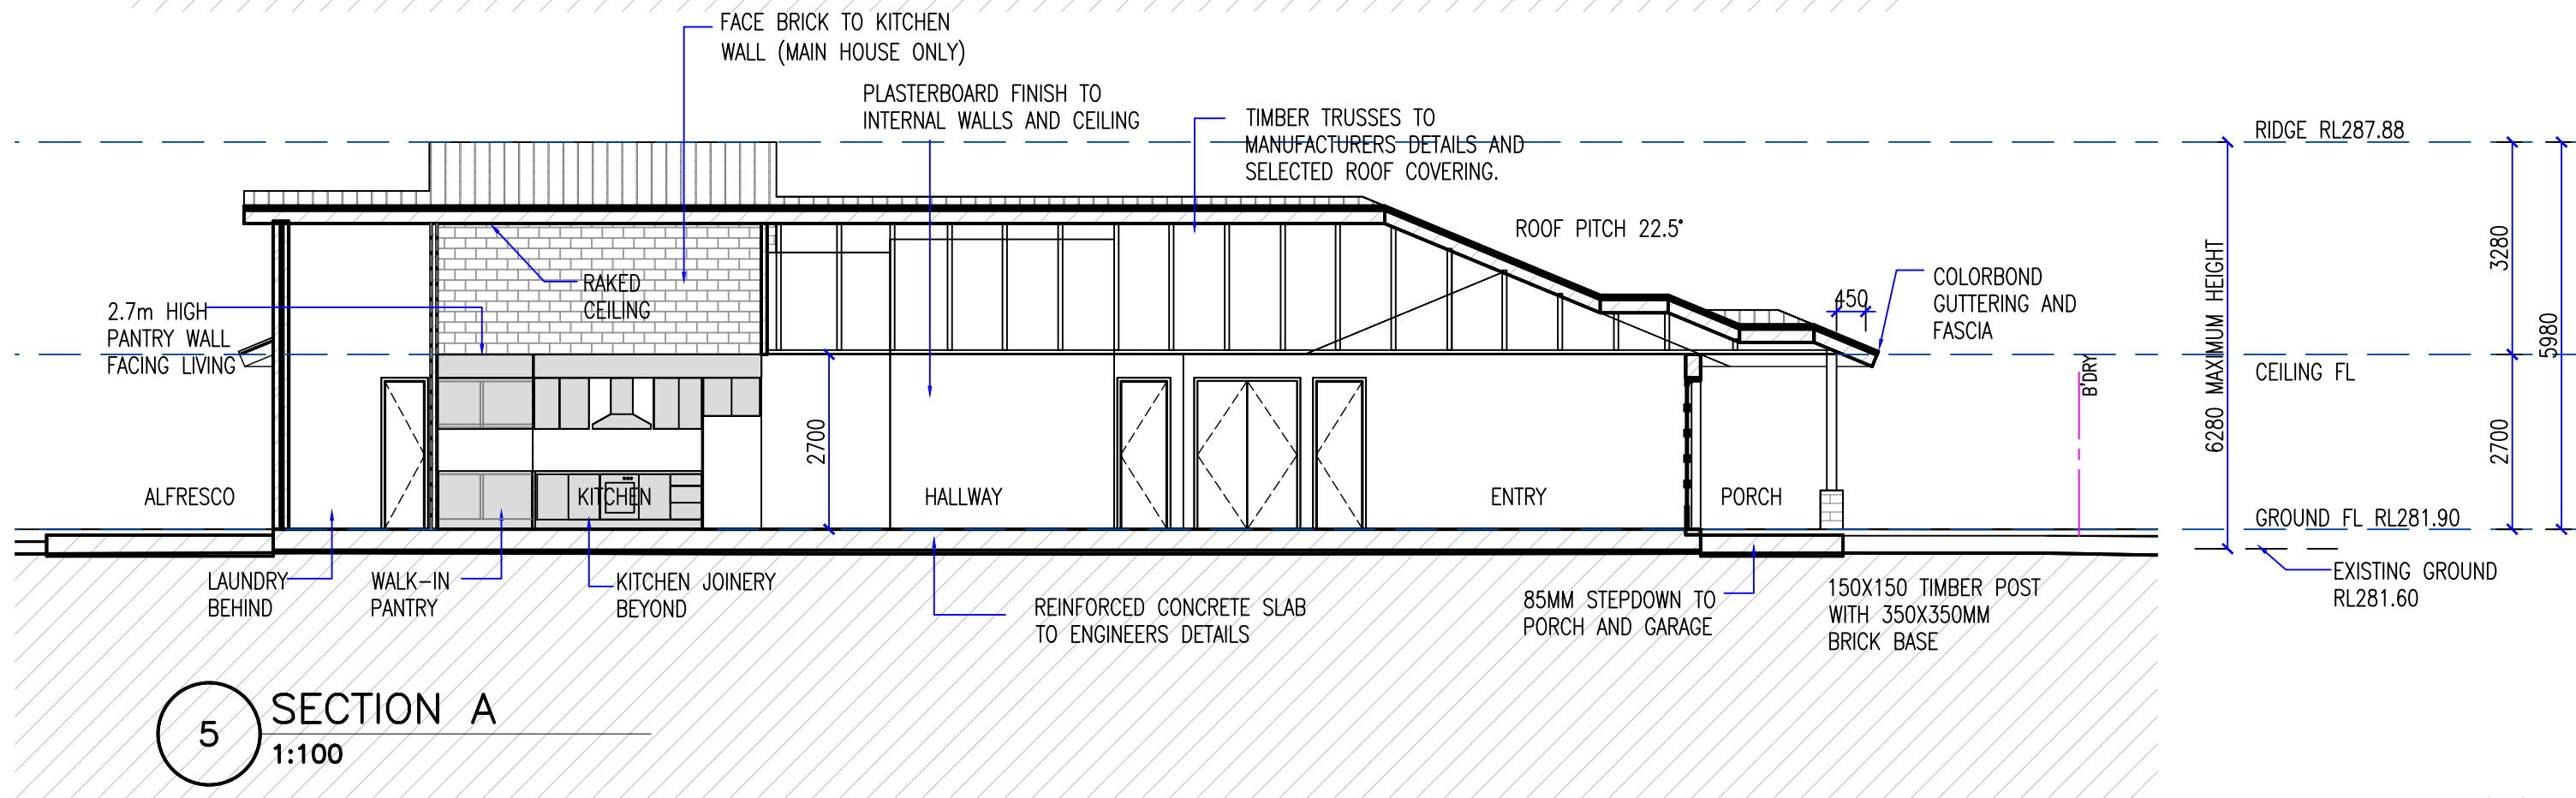 FACE BRICK TO KITCHEN
WALL (MAIN HOUSE ONLY)
PLASTERBOARD FINISH TO
INTERNAL WALLS AND CEILING
TIMBER TRUSSES TO
MANUFACTURERS DETAILS AND
SELECTED ROOF COVERING.
RIDGE RL287.88
ROOF PITCH 22.5°
RAKED
CEILING
2.7m HIGH
PANTRY WALL
FACING LIVING
450
COLORBOND
GUTTERING AND
FASCIA
B'DRY
6280 MAXIMUM HEIGHT
3280
5980
CEILING FL
2700
2700
ALFRESCO
KITCHEN
HALLWAY
ENTRY
PORCH
GROUND FL RL281.90
EXISTING GROUND
RL281.60
LAUNDRY
BEHIND
WALK-IN
PANTRY
KITCHEN JOINERY
BEYOND
REINFORCED CONCRETE SLAB
TO ENGINEERS DETAILS
85MM STEPDOWN TO
PORCH AND GARAGE
150X150 TIMBER POST
WITH 350X350MM
BRICK BASE
5
SECTION A
1:100